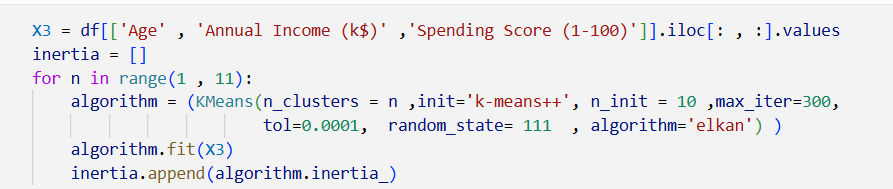 X3 = df[['Age' , 'Annual Income (k$)' ,'Spending Score (1-100)']].iloc[: , :].values
inertia = []
for n in range(1 , 11):
    algorithm = (KMeans(n_clusters = n ,init='k-means++', n_init = 10 ,max_iter=300,
                        tol=0.0001,  random_state= 111  , algorithm='elkan') )
    algorithm.fit(X3)
    inertia.append(algorithm.inertia_)